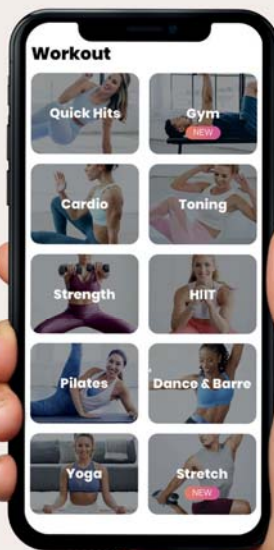 Workout
Quick Hits
Gym
NEW
Cardio
Toning
Strength
HIIT
Pilates
Dance & Barre
Yoga
Stretch
NEW